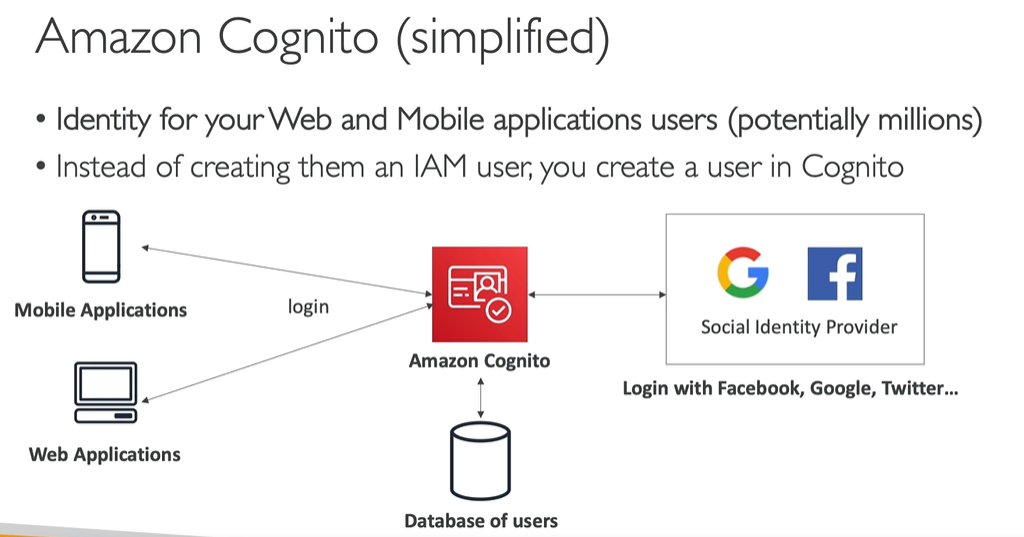 Amazon Cognito (simplified)
• Identity for your Web and Mobile applications users (potentially millions)
• Instead of creating them an IAM user, you create a user in Cognito
Mobile Applications
login
Web Applications
Amazon Cognito
Database of users
Social Identity Provider
Login with Facebook, Google, Twitter...